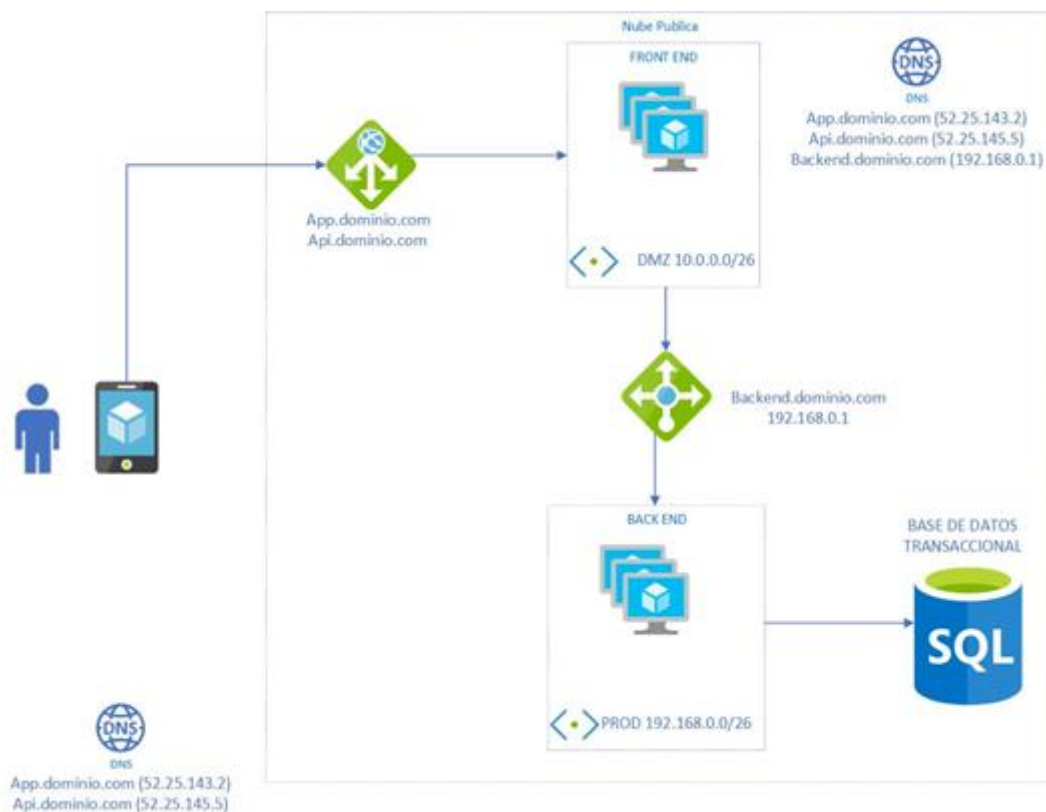 Nube Publica
FRONT END
DNS
DNS
App.dominio.com (52.25.143.2)
Api.dominio.com (52.25.145.5)
Backend.dominio.com (192.168.0.1)
App.dominio.com
Api.dominio.com
DMZ 10.0.0.0/26
Backend.dominio.com
192.168.0.1
BACK END
BASE DE DATOS
TRANSACCIONAL
SQL
PROD 192.168.0.0/26
DNS
DNS
App.dominio.com (52.25.143.2)
Api.dominio.com (52.25.145.5)